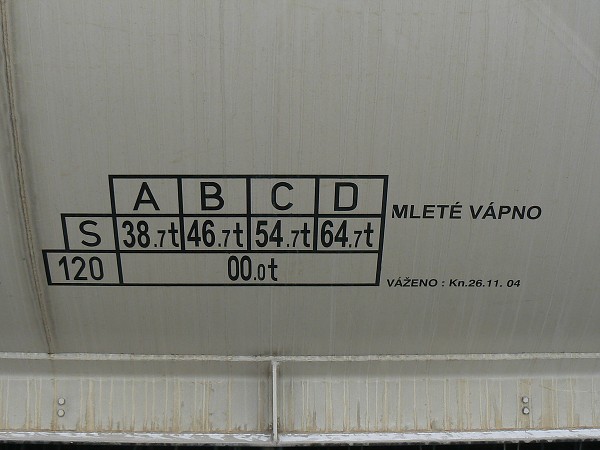 A B C D
MLETÉ VÁPNO
S 38.7t 46.7t 54.7t 64.7t
120 00.0t
VÁŽENO : Kn.26.11. 04